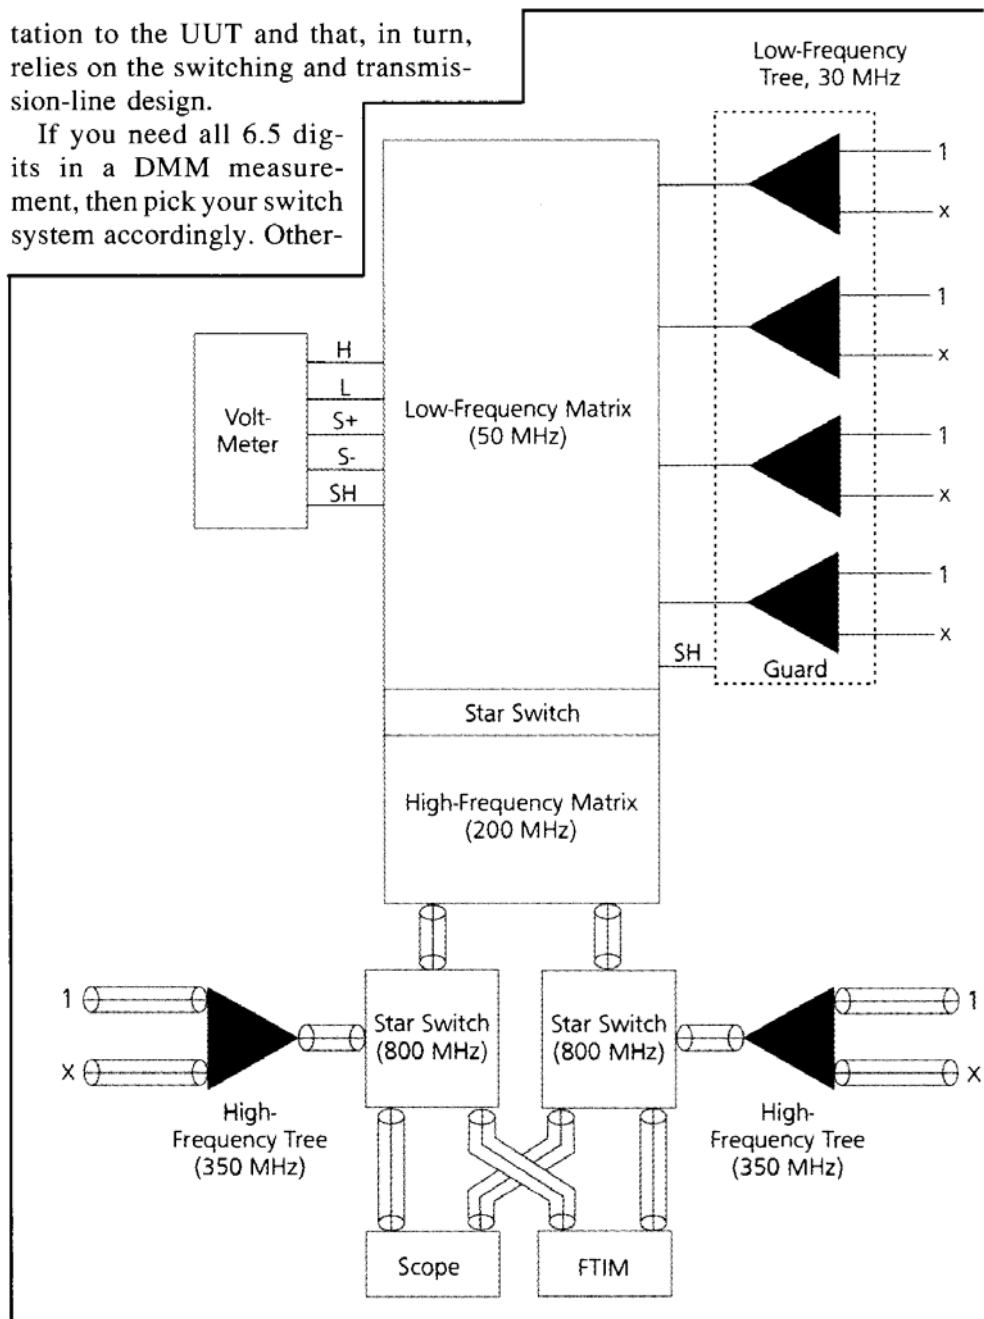 tation to the UUT and that, in turn,
relies on the switching and transmis-
sion-line design.
If you need all 6.5 dig-
its in a DMM measure-
ment, then pick your switch
system accordingly. Other-
Low-Frequency
Tree, 30 MHz
1
x
1
x
1
x
1
x
SH
Guard
Volt-
Meter
H
L
S+
S-
SH
Low-Frequency Matrix
(50 MHz)
Star Switch
High-Frequency Matrix
(200 MHz)
1
X
High-
Frequency Tree
(350 MHz)
Star Switch
(800 MHz)
Star Switch
(800 MHz)
1
X
High-
Frequency Tree
(350 MHz)
Scope
FTIM